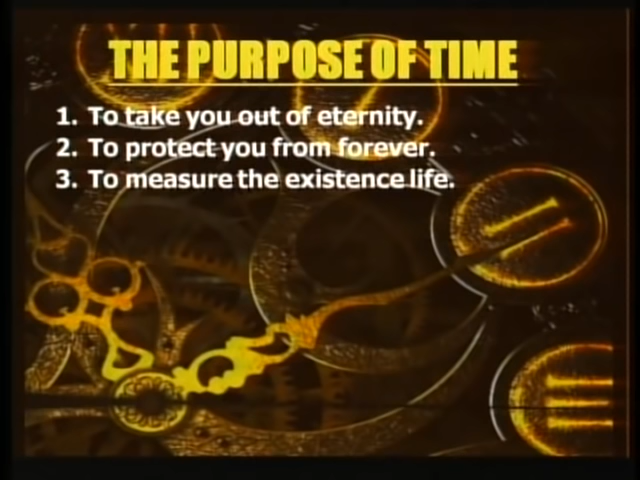 THE PURPOSE OF TIME
1. To take you out of eternity.
2. To protect you from forever.
3. To measure the existence life.